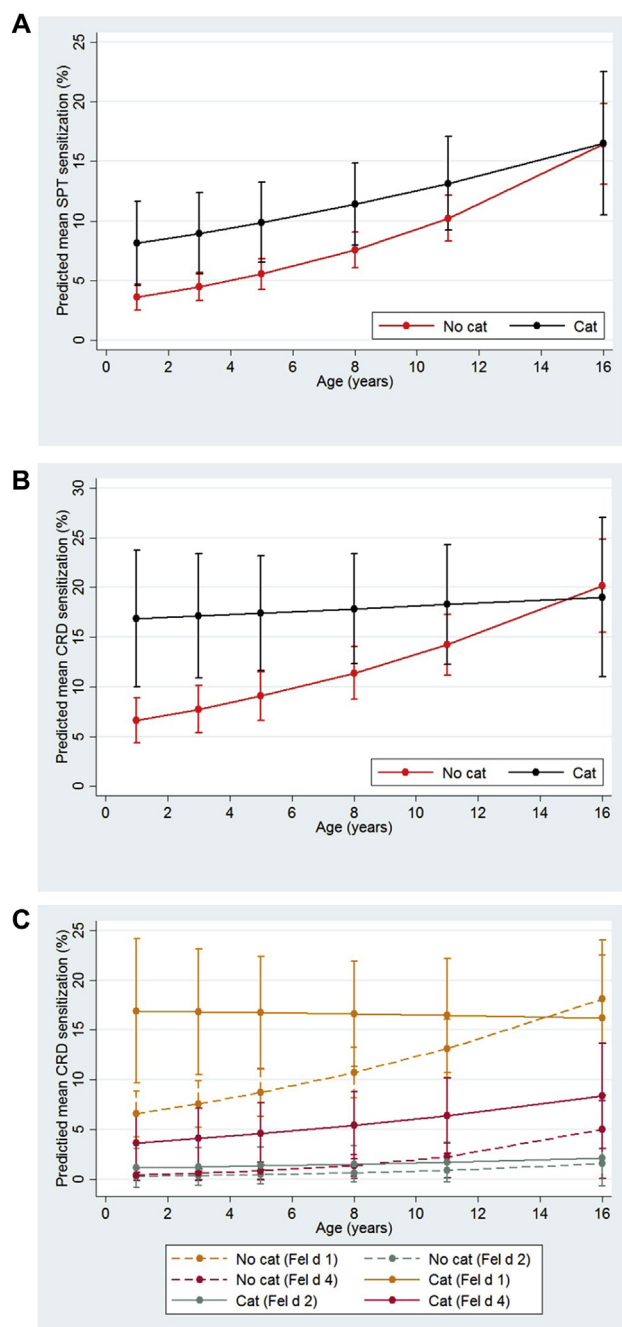 A
Predicted mean SPT sensitization (%)
25
20
15
10
5
0
0 2 4 6 8 10 12 14 16
Age (years)
No cat Cat
B
Predicted mean CRD sensitization (%)
30
25
20
15
10
5
0
0 2 4 6 8 10 12 14 16
Age (years)
No cat Cat
C
Predictied mean CRD sensitization (%)
25
20
15
10
5
0
0 2 4 6 8 10 12 14 16
Age (years)
No cat (Fel d 1) No cat (Fel d 2)
No cat (Fel d 4) Cat (Fel d 1)
Cat (Fel d 2) Cat (Fel d 4)